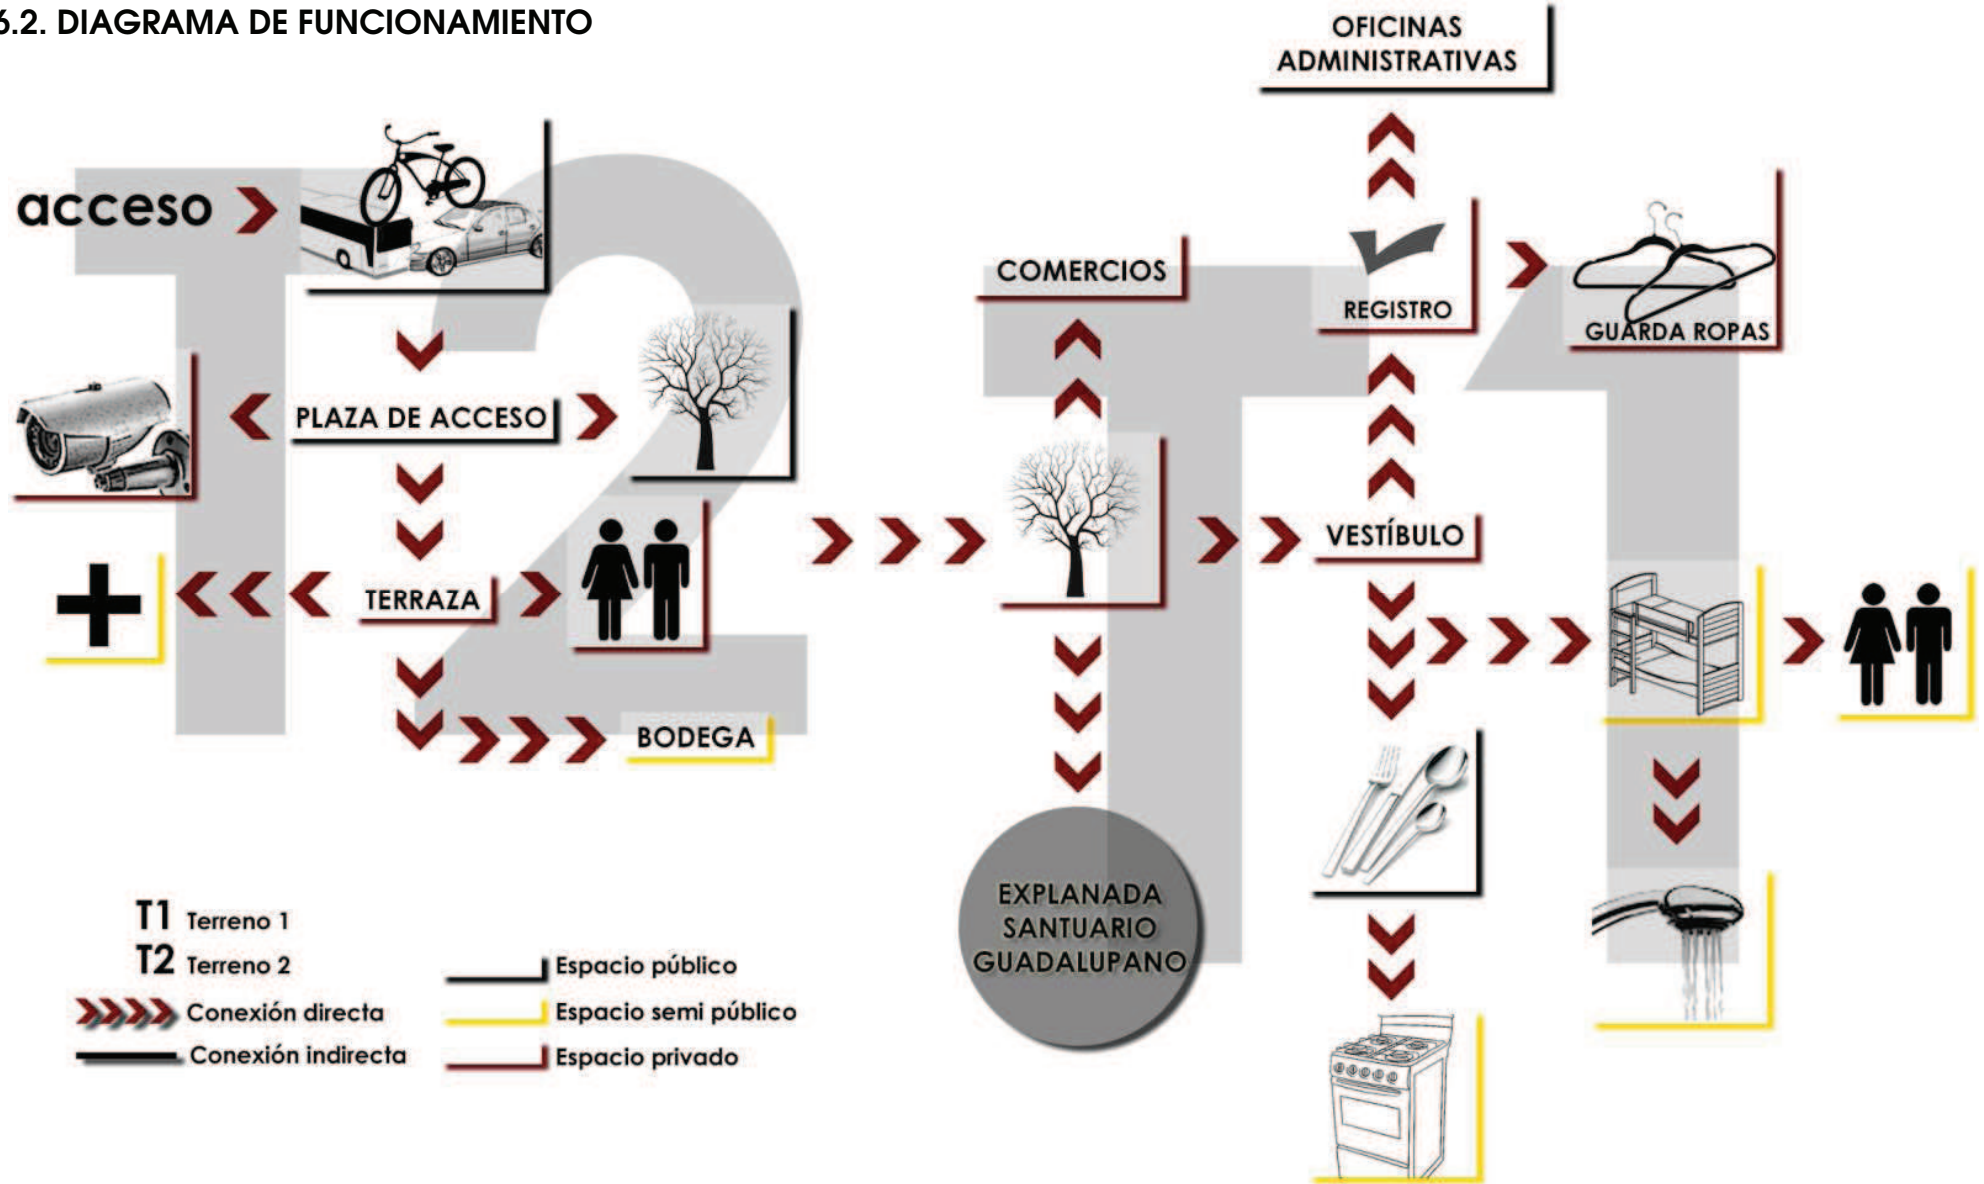 6.2. DIAGRAMA DE FUNCIONAMIENTO
OFICINAS
ADMINISTRATIVAS
acceso
COMERCIOS
REGISTRO
GUARDA ROPAS
PLAZA DE ACCESO
VESTÍBULO
TERRAZA
BODEGA
EXPLANADA
SANTUARIO
GUADALUPANO
T1 Terreno 1
T2 Terreno 2
Conexión directa
Conexión indirecta
Espacio público
Espacio semi público
Espacio privado
T2
T1